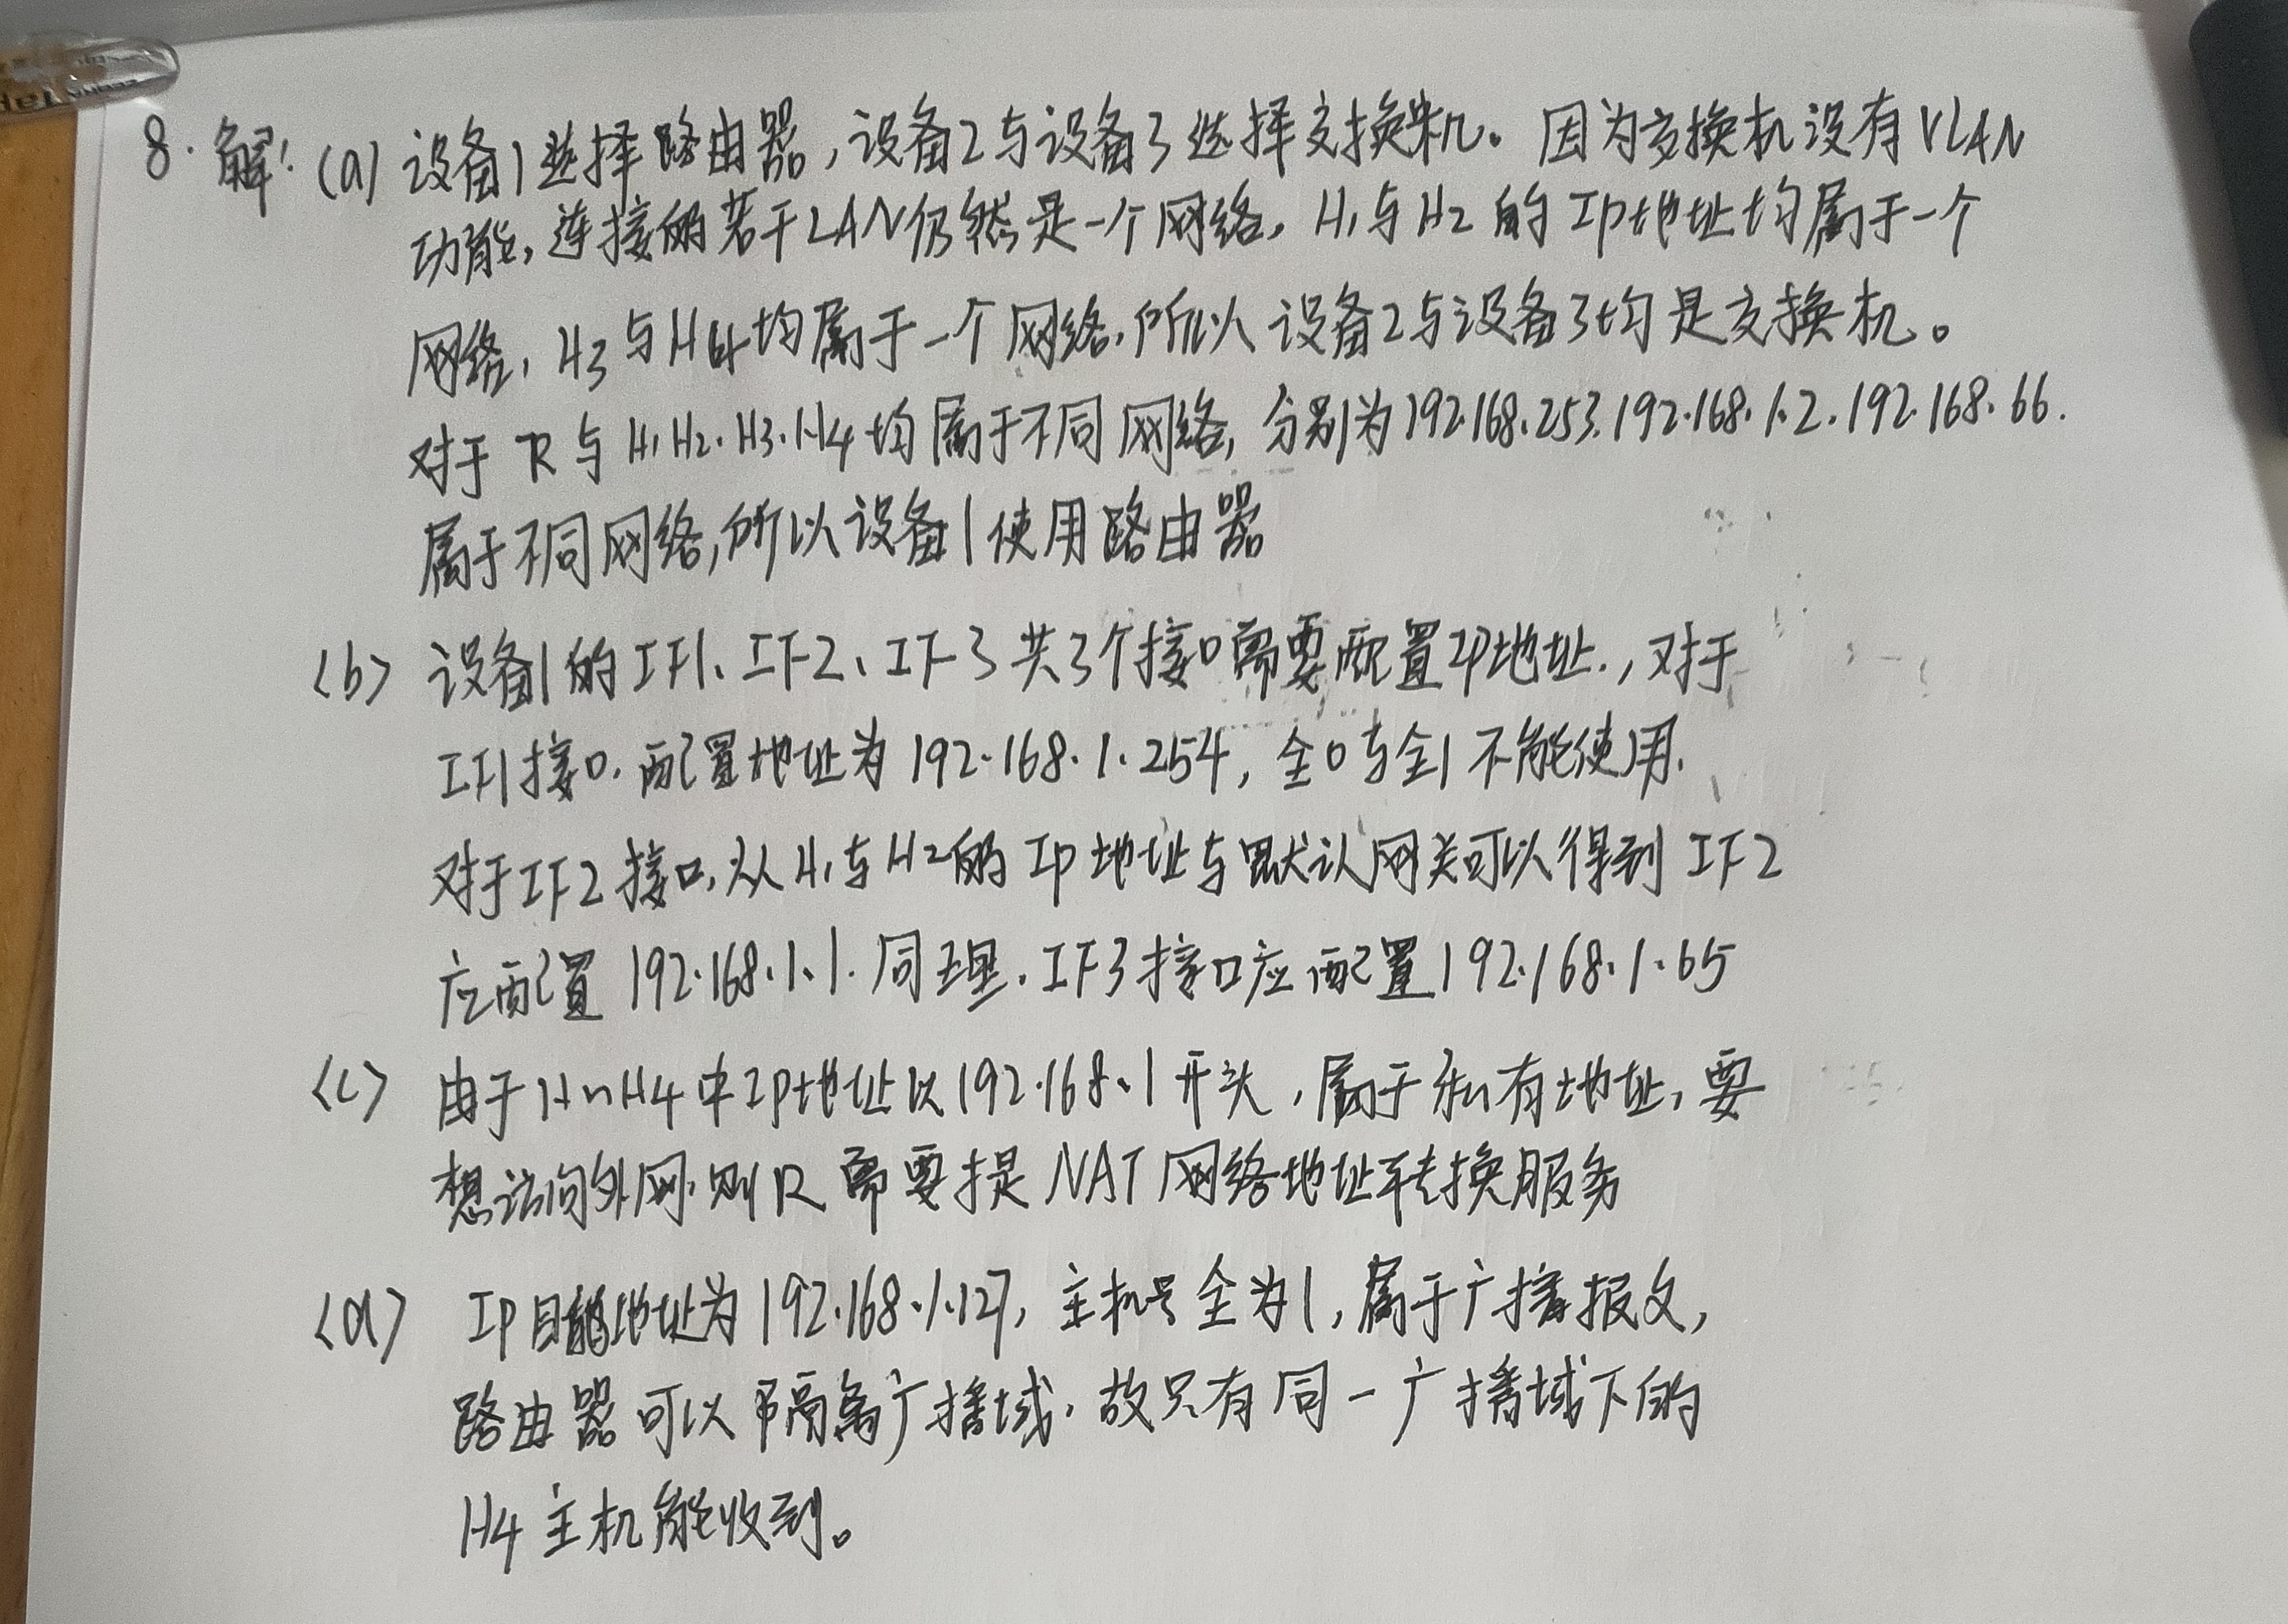 8. 解: (a) 设备1选择路由器,设备2与设备3选择交换机。因为交换机没有VLAN
功能,连接的若干LAN仍然是一个网络,H1与H2的IP地址均属于一个
网络,H3与H4均属于一个网络.所以设备2与设备3均是交换机。
对于R与H1H2.H3.H4均属于不同网络,分别为192.168.253.192.168.1.2.192.168.66.
属于不同网络,所以设备1使用路由器
<b> 设备1的IF1、IF2、IF3共3个接口需要配置IP地址.,对于
IF1接口.配置地址为192.168.1.254,全0与全1不能使用.
对于IF2接口,从H1与H2的IP地址与默认网关可以得到IF2
应配置192.168.1.1.同理.IF3接口应配置192.168.1.65
<c> 由于H1~H4中IP地址以192.168.1开头,属于私有地址,要
想访问外网.则R需要提NAT网络地址转换服务
<d> IP目的地址为192.168.1.127,主机号全为1,属于广播报文,
路由器可以隔离广播域.故只有同一广播域下的
H4主机能收到。